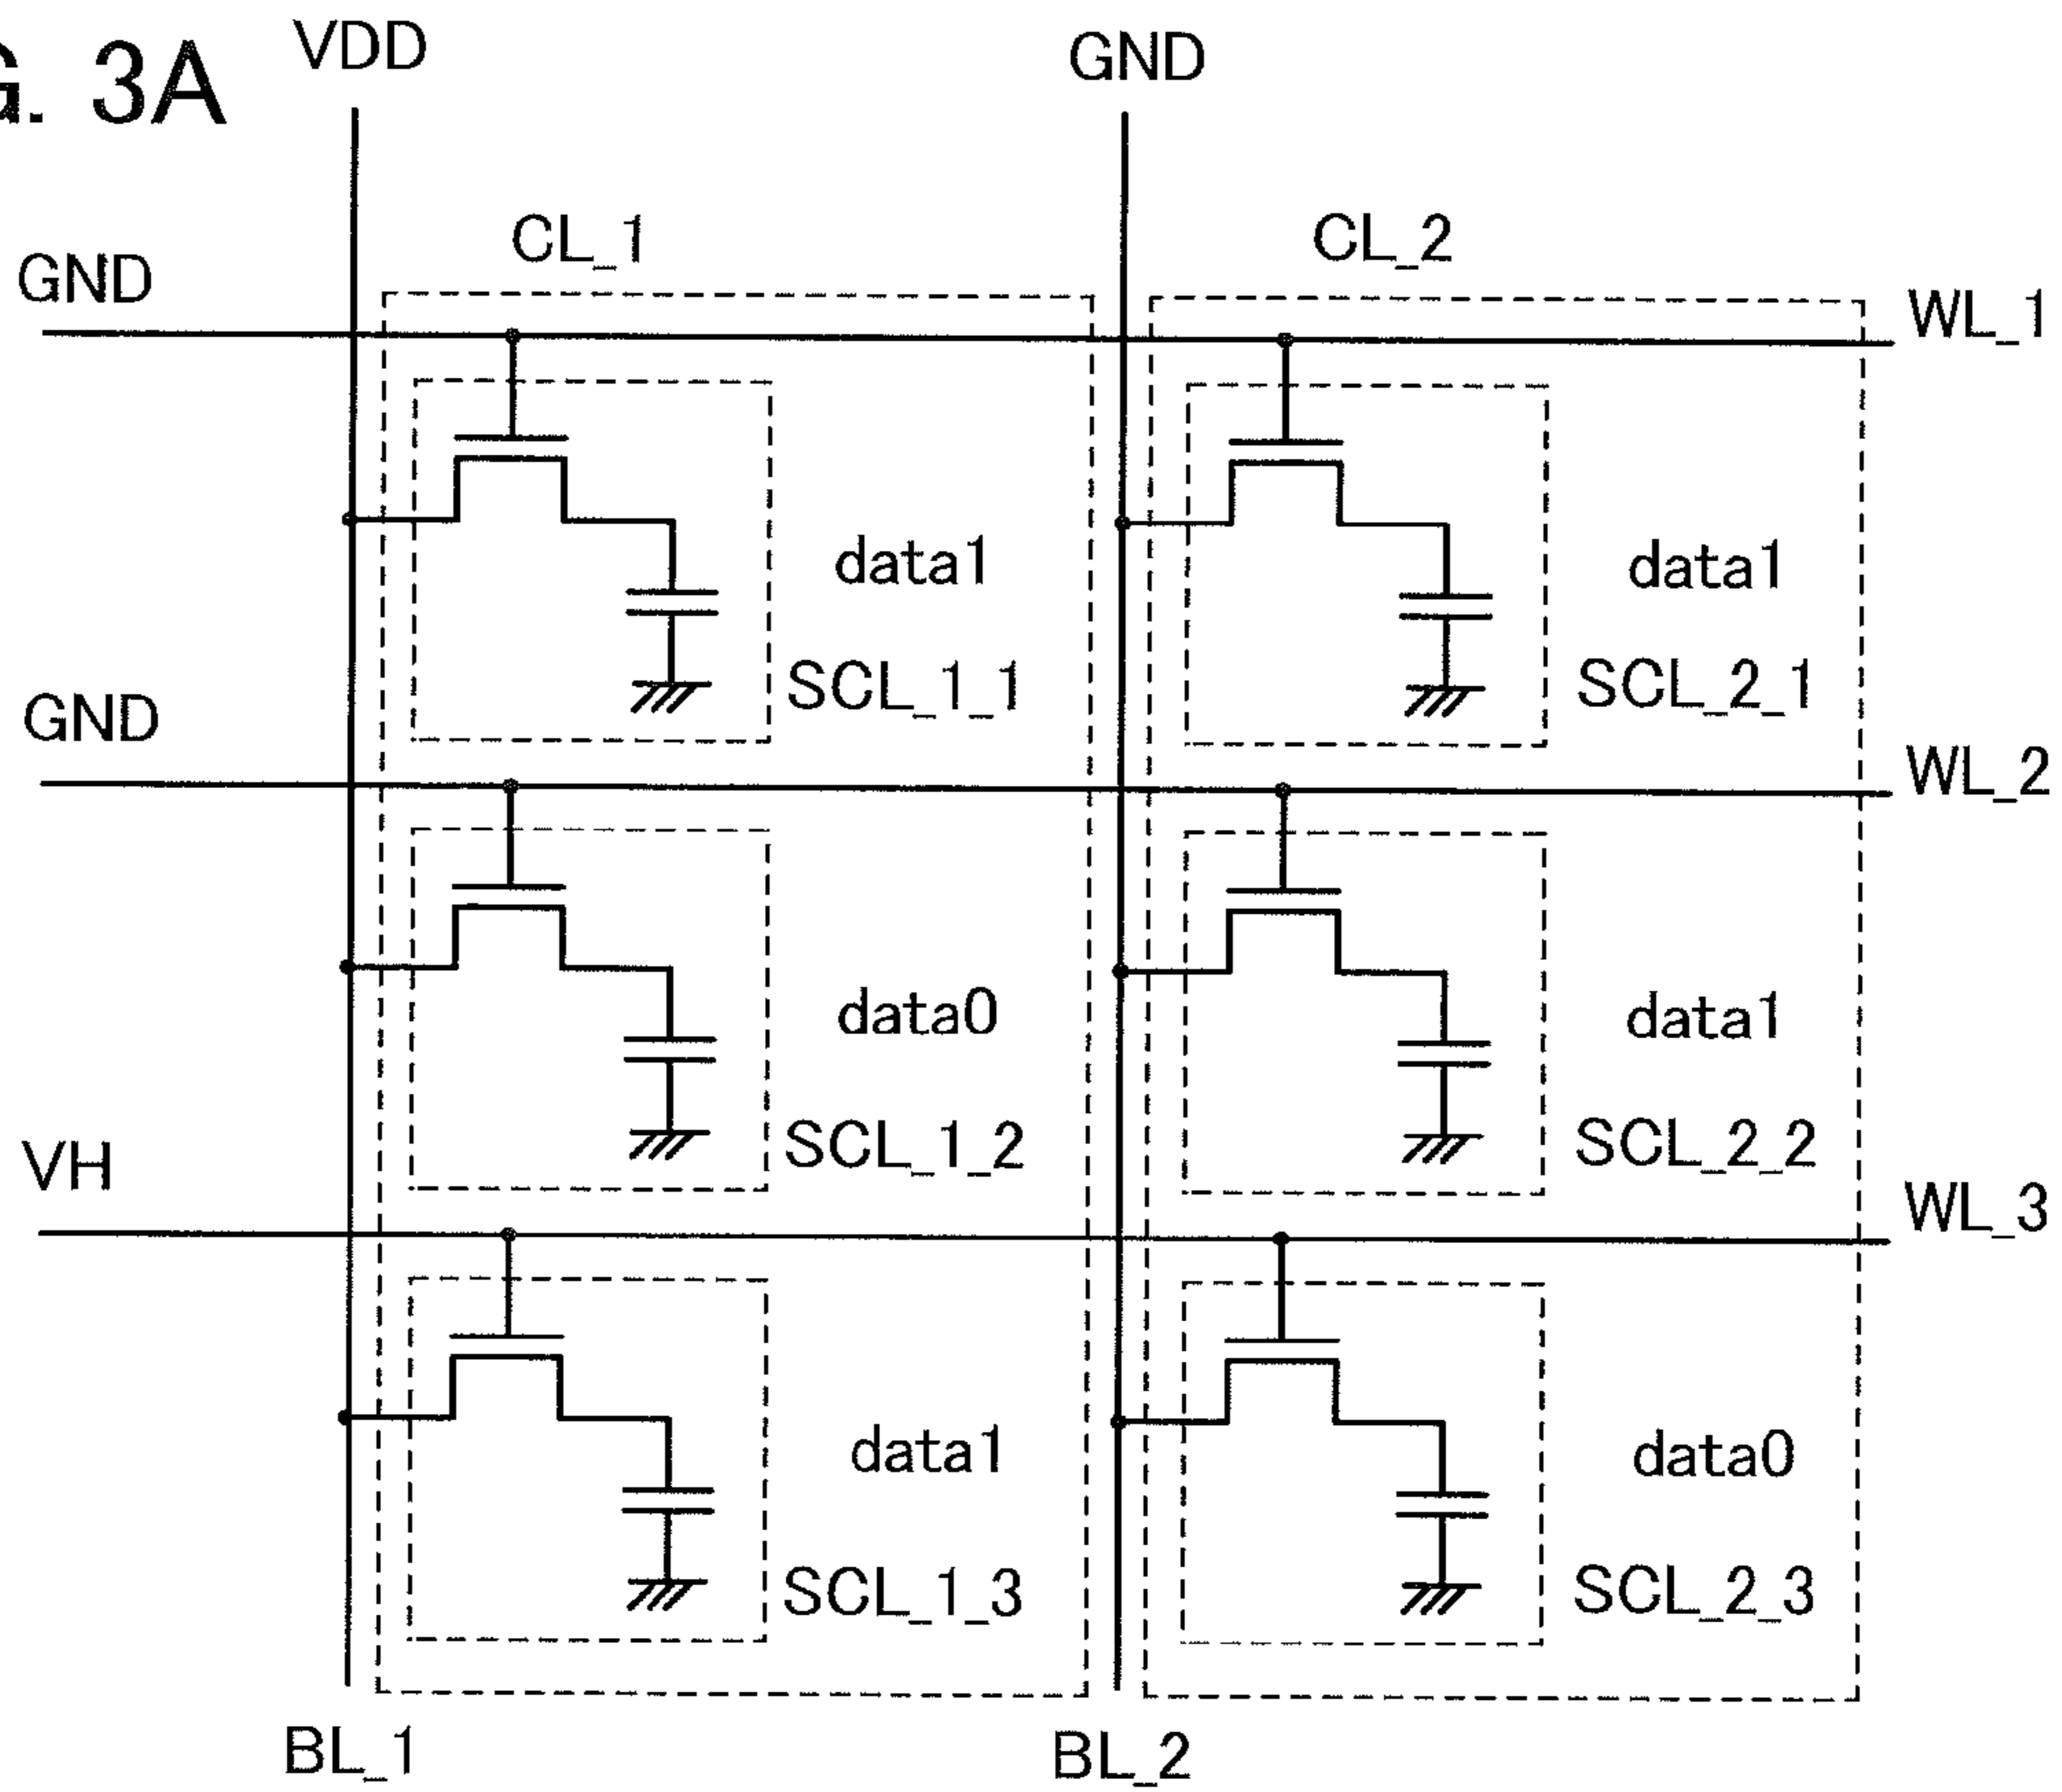 G. 3A
VDD
GND
CL_1
CL_2
GND
WL_1
data1
data1
SCL_1_1
SCL_2_1
GND
WL_2
data0
data1
SCL_1_2
SCL_2_2
VH
WL_3
data1
data0
SCL_1_3
SCL_2_3
BL_1
BL_2